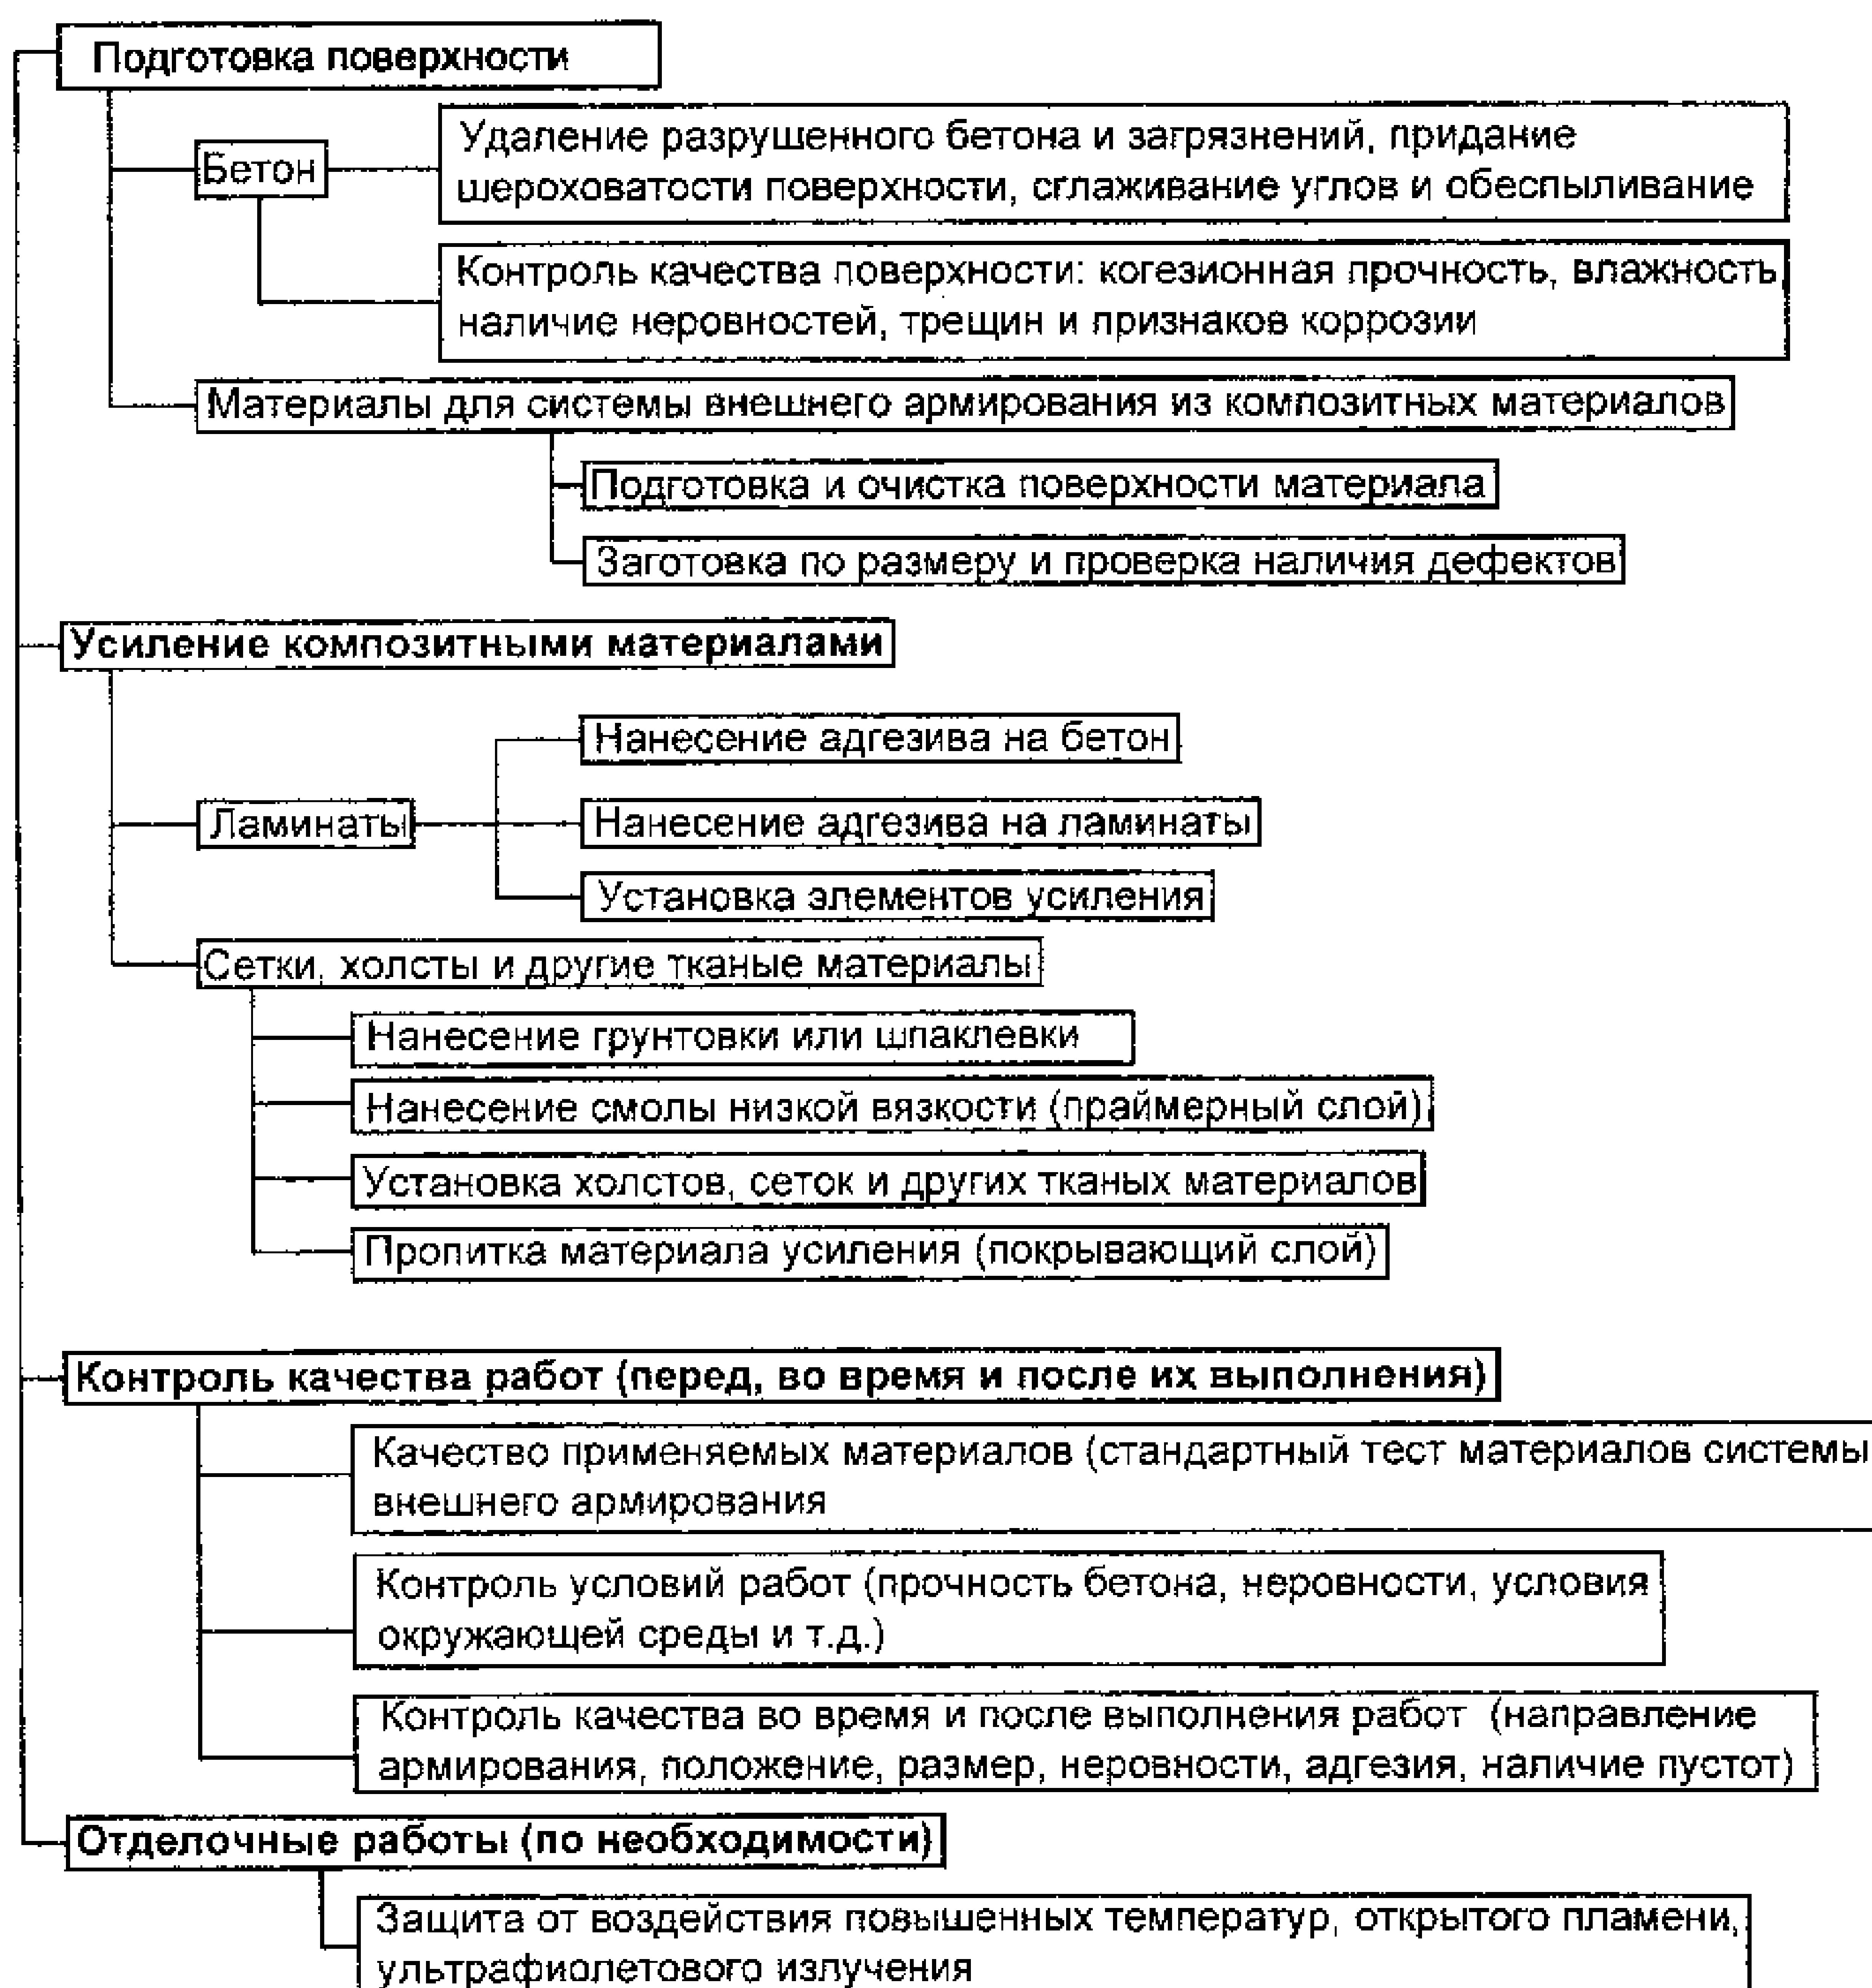 Подготовка поверхности
Бетон
Удаление разрушенного бетона и загрязнений, придание
шероховатости поверхности, сглаживание углов и обеспыливание
Контроль качества поверхности: когезионная прочность, влажность,
наличие неровностей, трещин и признаков коррозии
Материалы для системы внешнего армирования из композитных материалов
Подготовка и очистка поверхности материала
Заготовка по размеру и проверка наличия дефектов
Усиление композитными материалами
Нанесение адгезива на бетон
Ламинаты
Нанесение адгезива на ламинаты
Установка элементов усиления
Сетки, холсты и другие тканые материалы
Нанесение грунтовки или шпаклевки
Нанесение смолы низкой вязкости (праймерный слой)
Установка холстов, сеток и других тканых материалов
Пропитка материала усиления (покрывающий слой)
Контроль качества работ (перед, во время и после их выполнения)
Качество применяемых материалов (стандартный тест материалов системы
внешнего армирования
Контроль условий работ (прочность бетона, неровности, условия
окружающей среды и т.д.)
Контроль качества во время и после выполнения работ (направление
армирования, положение, размер, неровности, адгезия, наличие пустот)
Отделочные работы (по необходимости)
Защита от воздействия повышенных температур, открытого пламени,
ультрафиолетового излучения